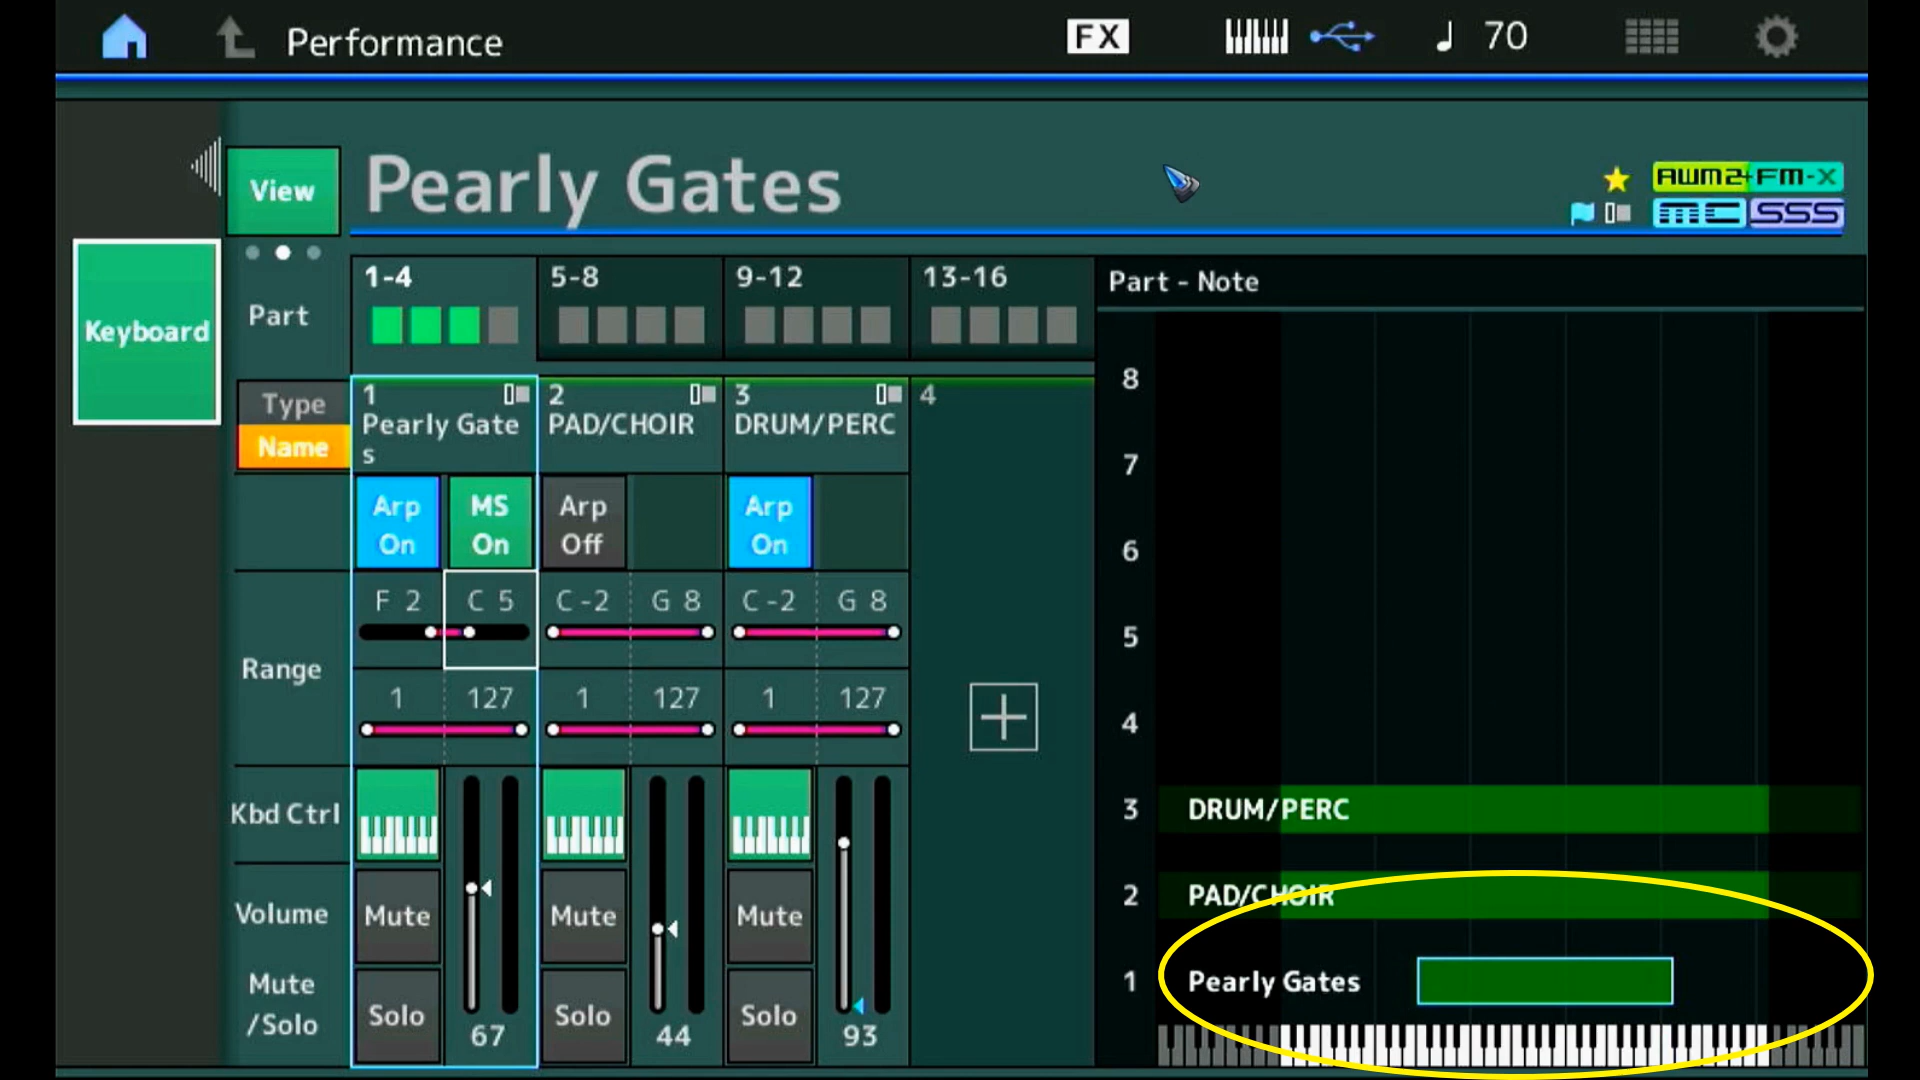 Performance
FX
70
View
Pearly Gates
AWM2+FM-X
MC SSS
Keyboard
Part
1-4
5-8
9-12
13-16
Part - Note
Type
Name
1
Pearly Gate
s
2
PAD/CHOIR
3
DRUM/PERC
4
Arp
On
MS
On
Arp
Off
Arp
On
Range
F 2
C 5
C -2
G 8
C -2
G 8
1
127
1
127
1
127
Kbd Ctrl
Volume
Mute
Mute
Mute
Mute
/Solo
Solo
67
Solo
44
Solo
93
8
7
6
5
4
3 DRUM/PERC
2 PAD/CHOIR
1 Pearly Gates